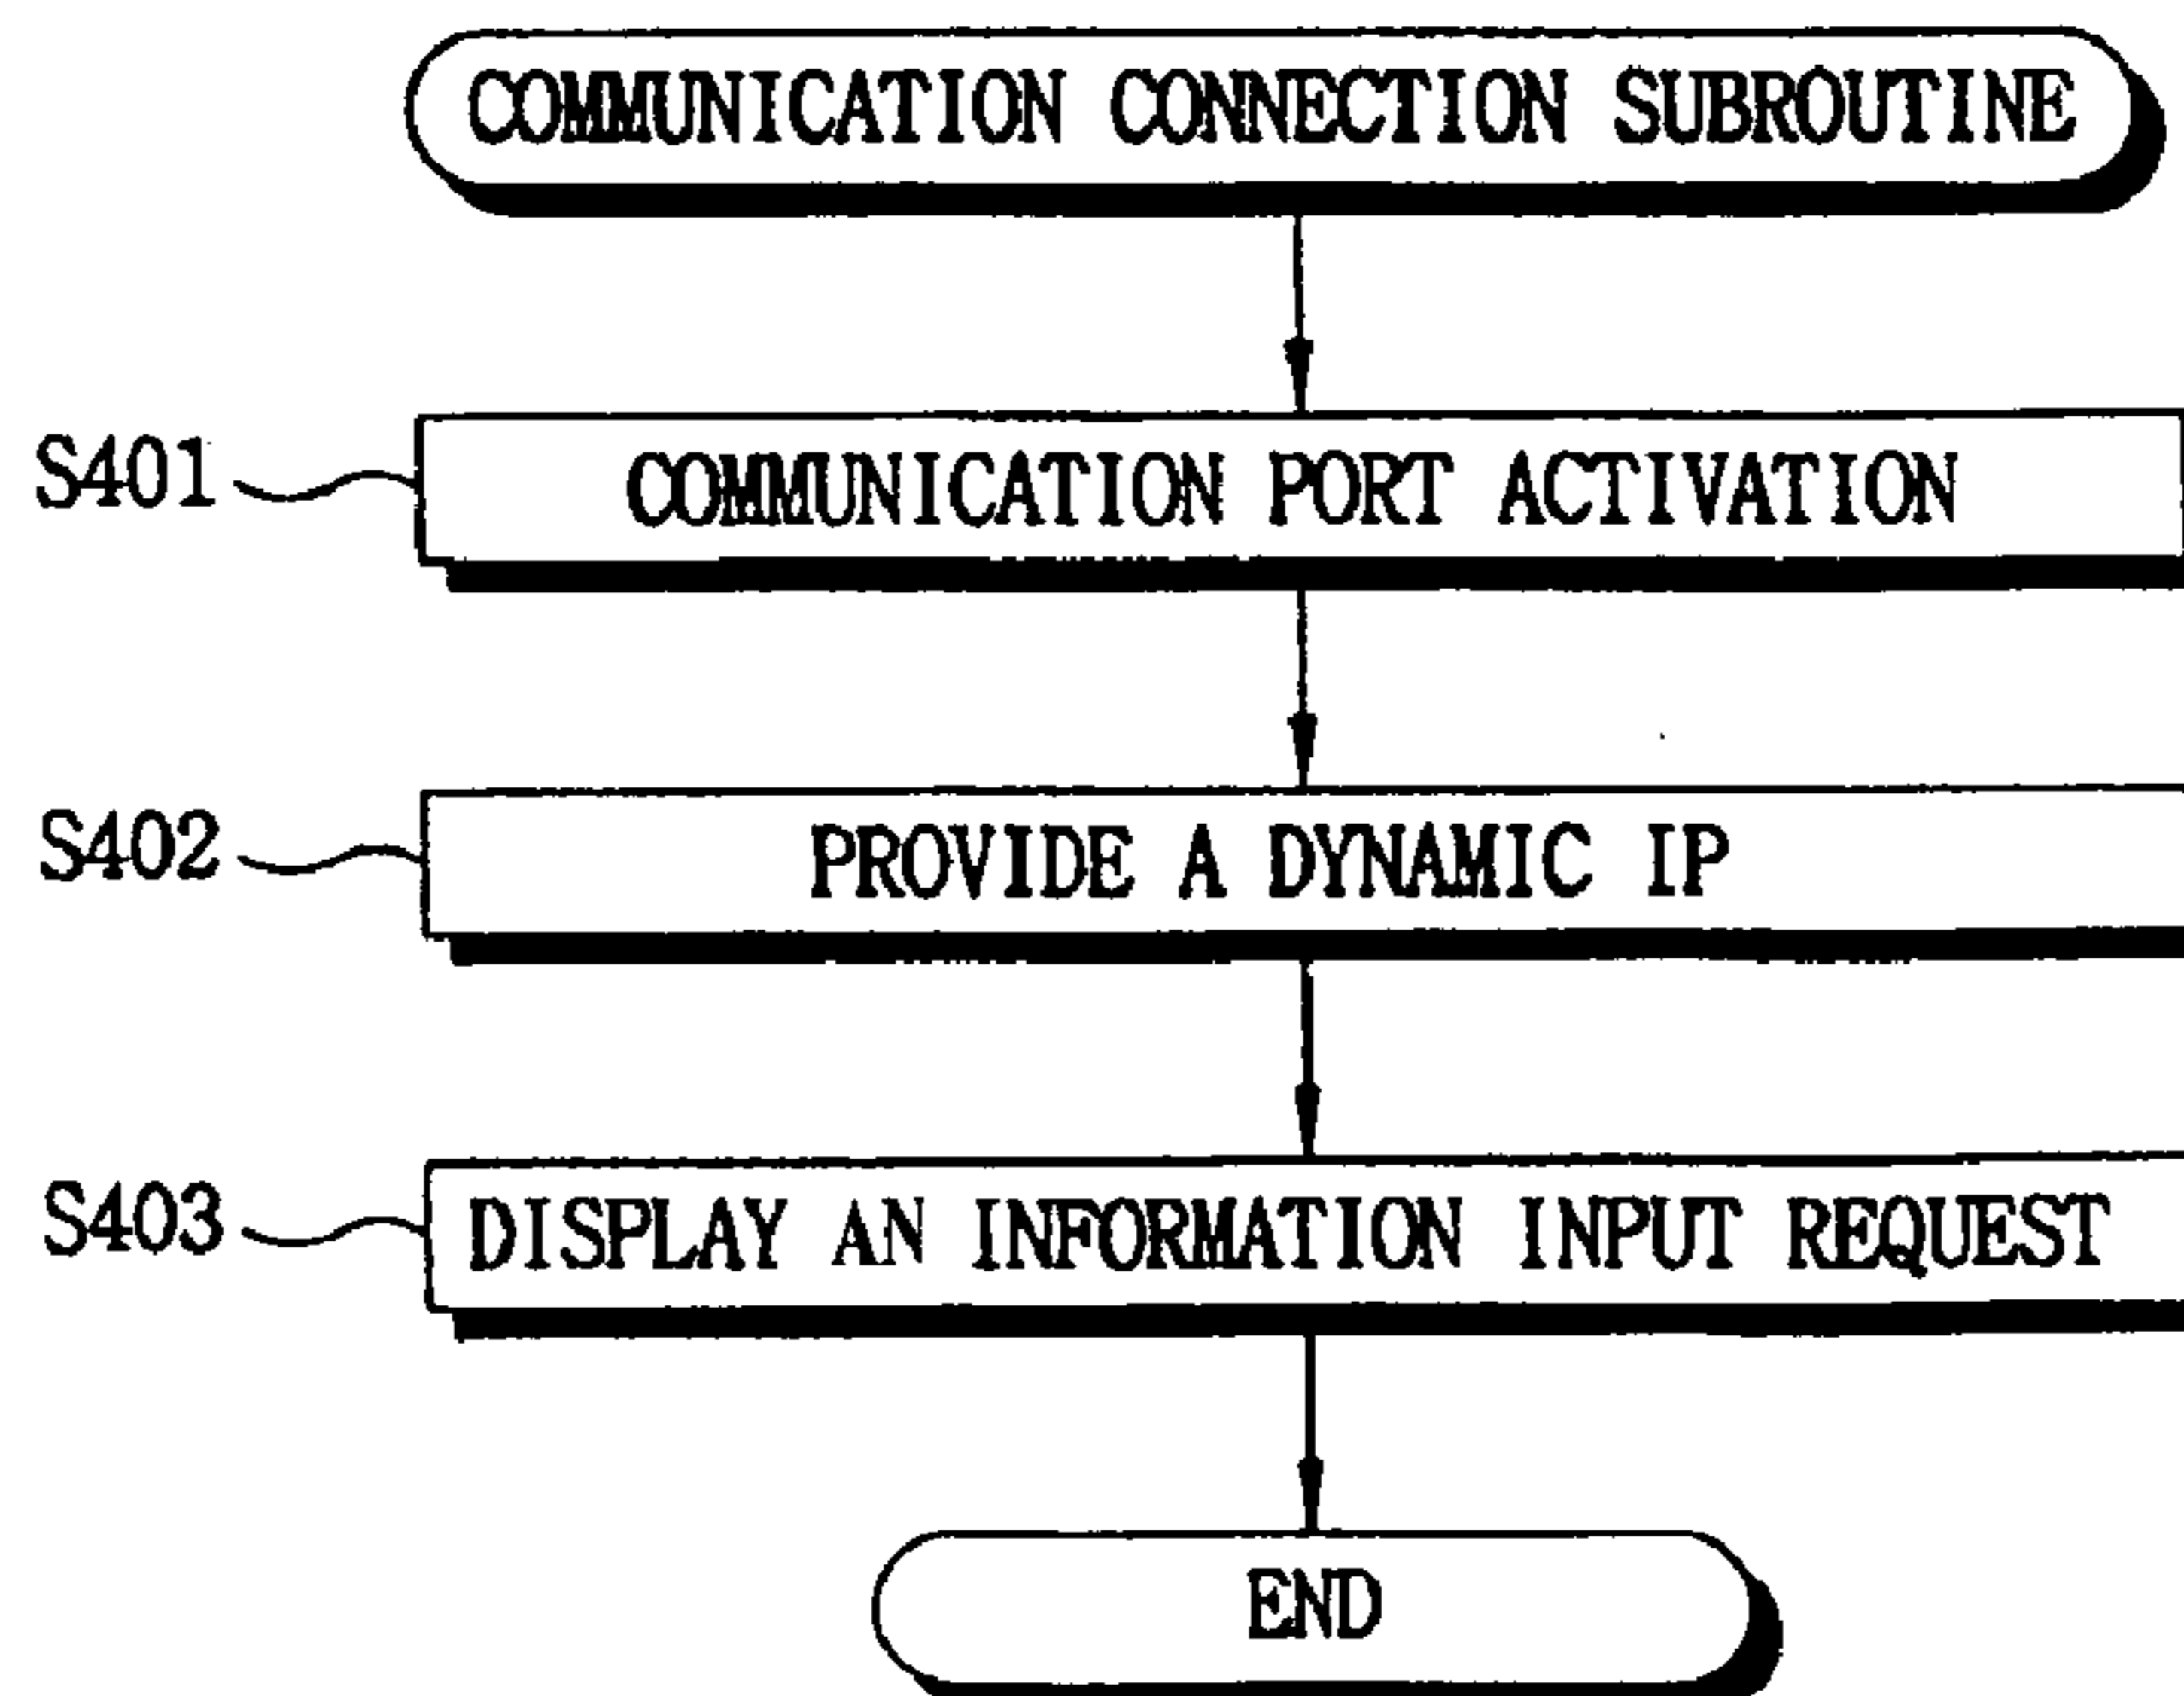 COMMUNICATION CONNECTION SUBROUTINE
S401 COMMUNICATION PORT ACTIVATION
S402 PROVIDE A DYNAMIC IP
S403 DISPLAY AN INFORMATION INPUT REQUEST
END